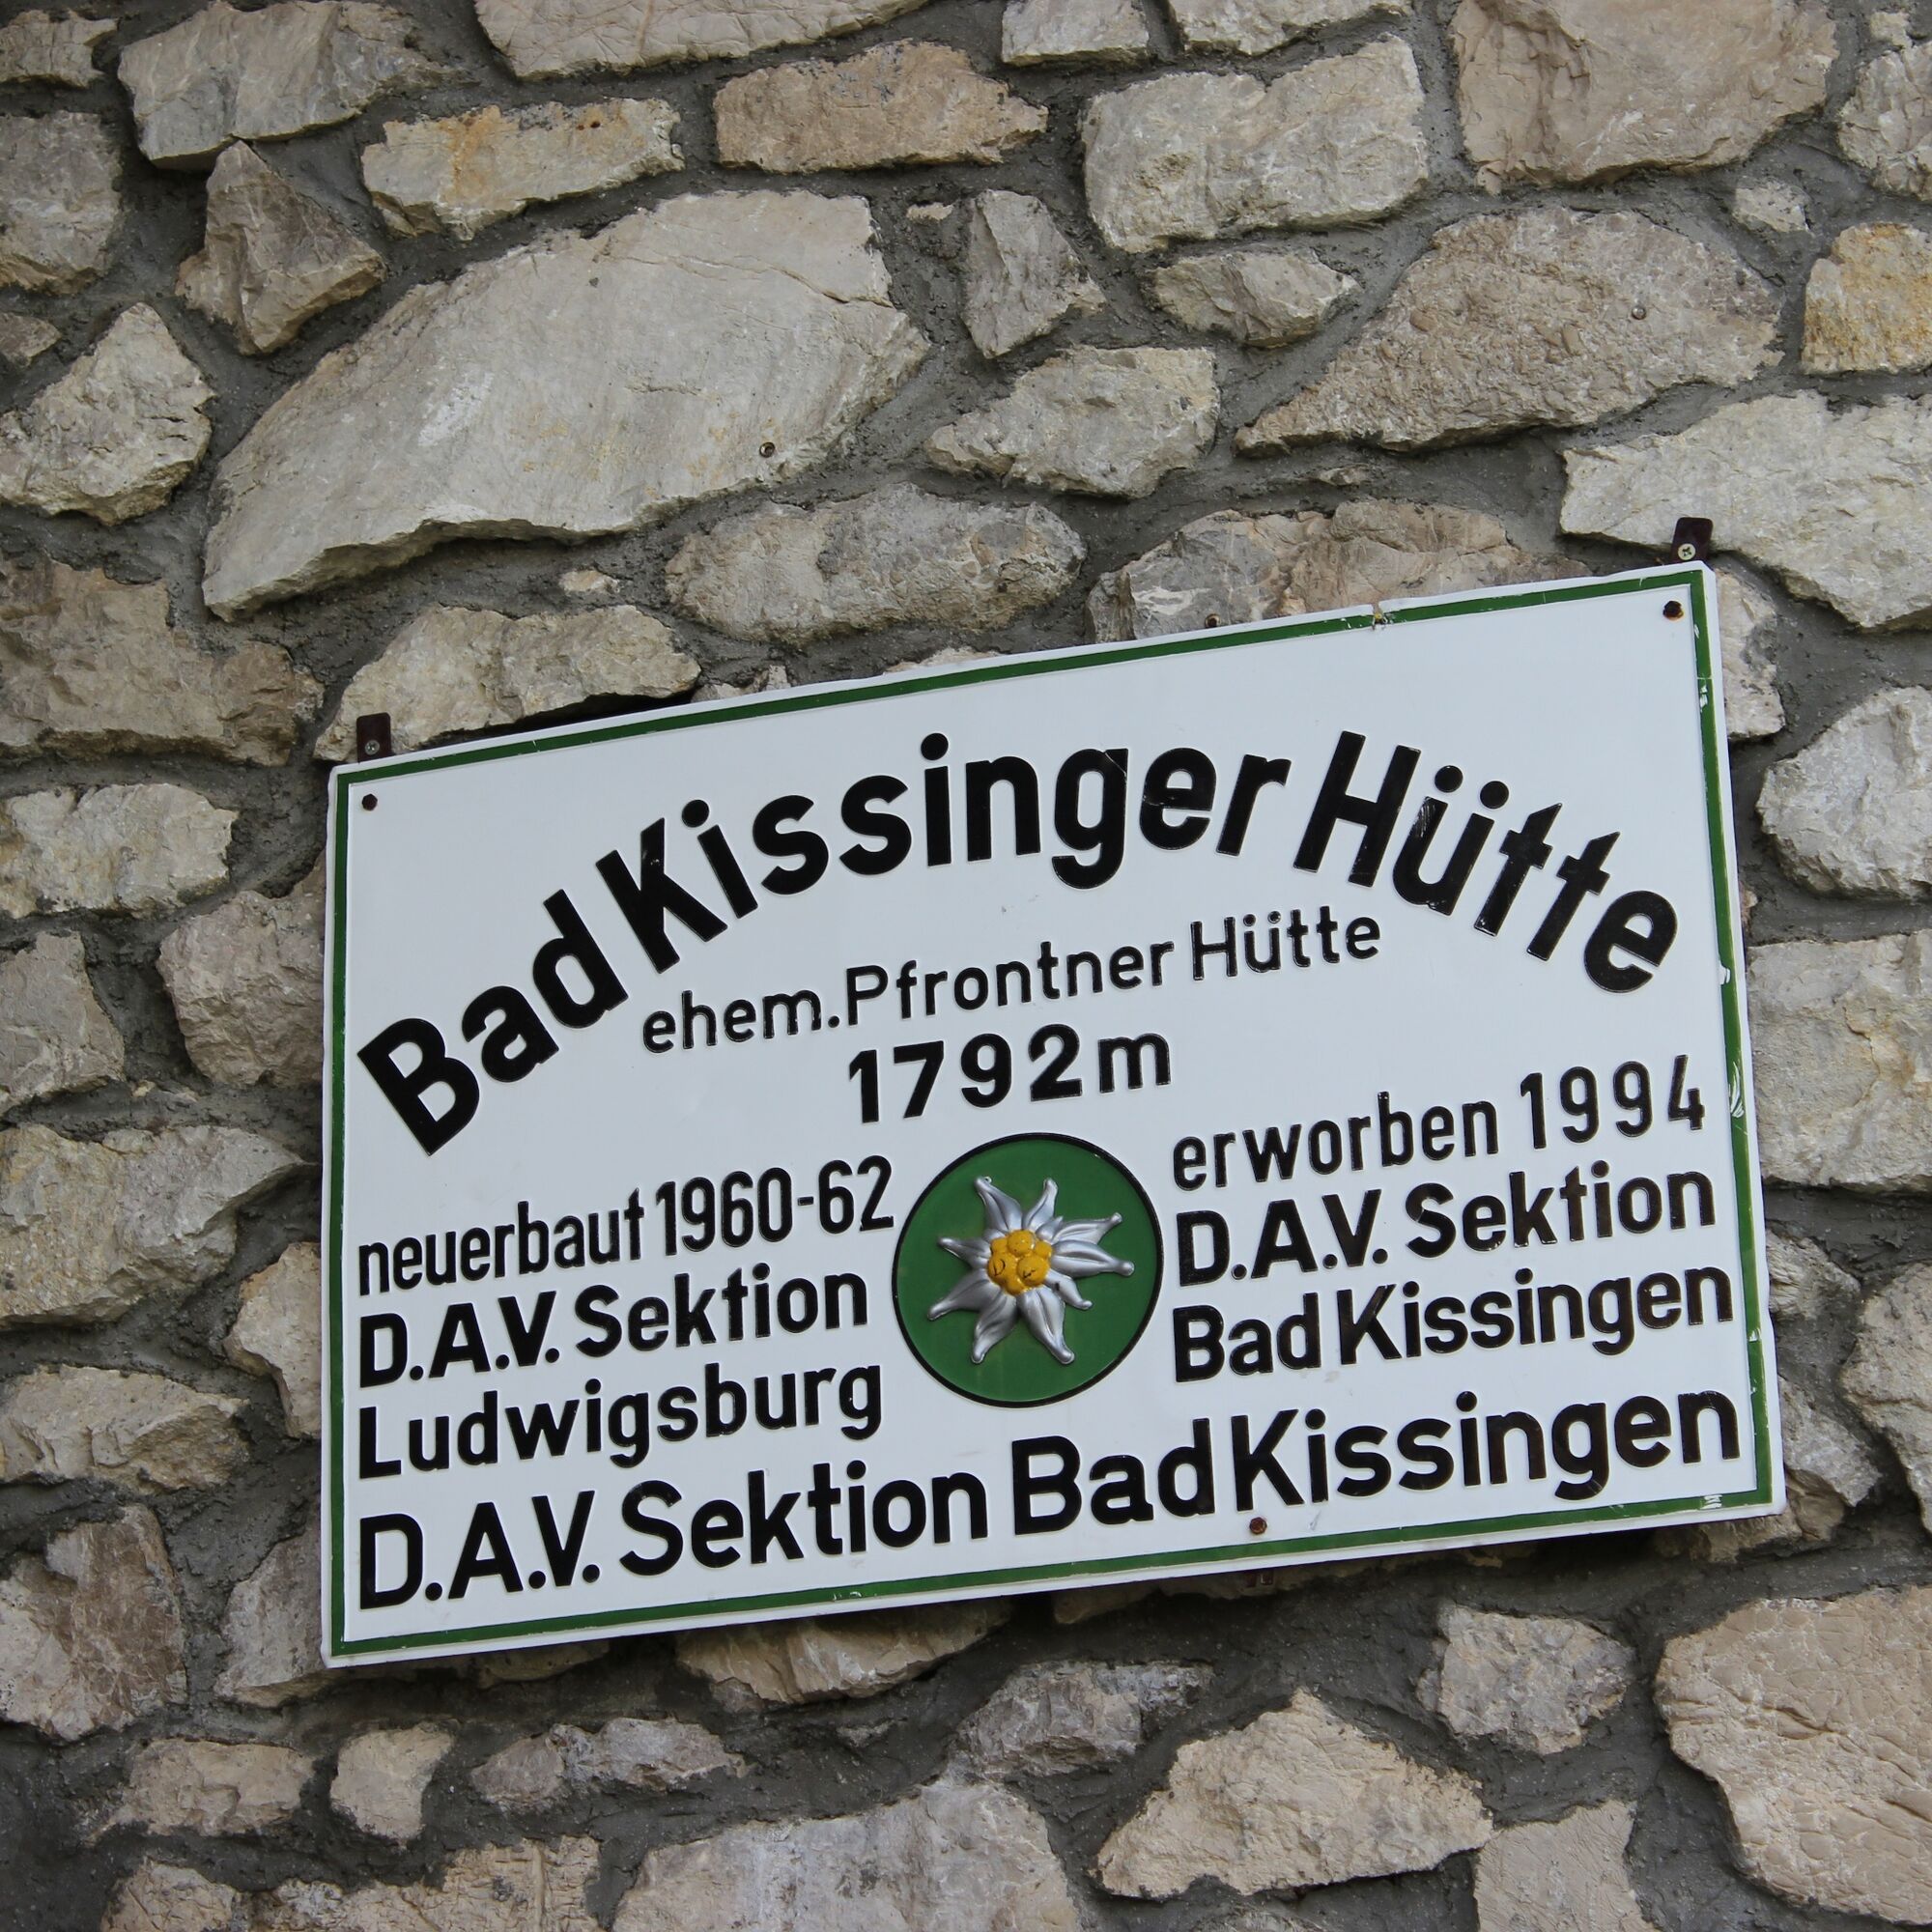 Bad Kissinger Hütte
ehem. Pfrontner Hütte
1792m
neuerbaut 1960-62
D.A.V. Sektion
Ludwigsburg
erworben 1994
D.A.V. Sektion
Bad Kissingen
D.A.V. Sektion Bad Kissingen